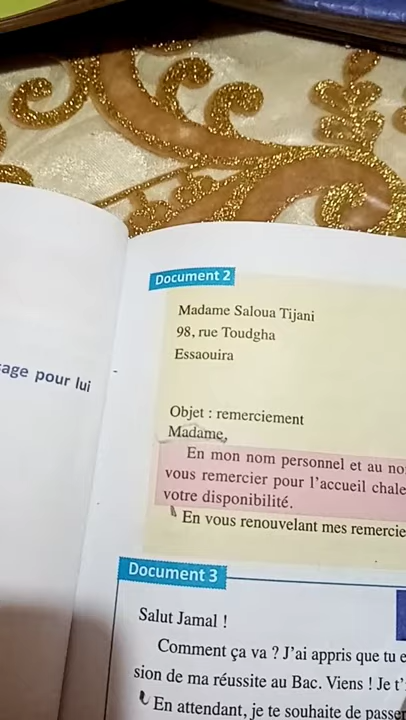 age pour lui
Document 2
Madame Saloua Tijani
98, rue Toudgha
Essaouira
Objet : remerciement
Madame,
En mon nom personnel et au no
vous remercier pour l'accueil chale
votre disponibilité.
En vous renouvelant mes remercie
Document 3
Salut Jamal !
Comment ça va ? J'ai appris que tu e
sion de ma réussite au Bac. Viens ! Je t'
En attendant, je te souhaite de passer